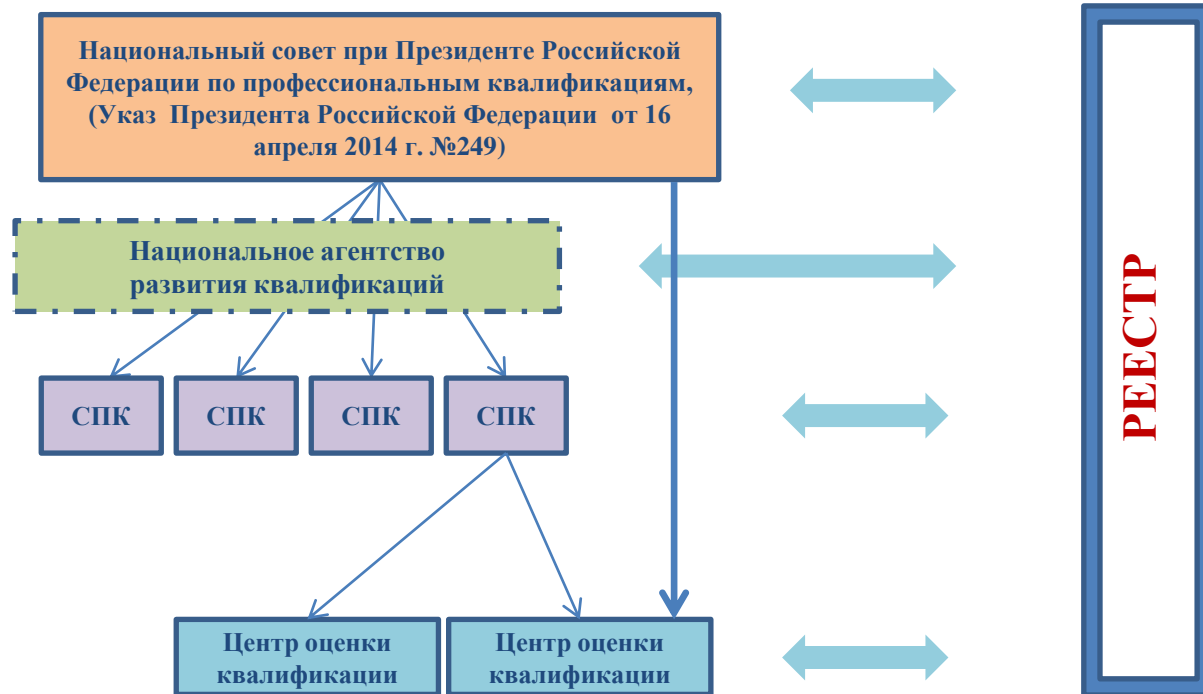 Национальный совет при Президенте Российской
Федерации по профессиональным квалификациям,
(Указ Президента Российской Федерации от 16
апреля 2014 г. №249)
Национальное агентство
развития квалификаций
СПК
СПК
СПК
СПК
Центр оценки
квалификации
Центр оценки
квалификации
РЕЕСТР